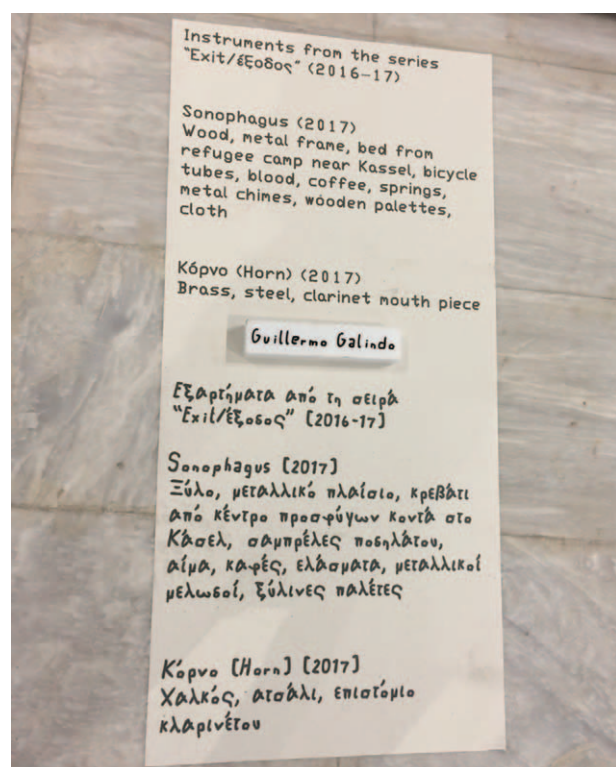 Instruments from the series
"Exit/έξοδος" (2016-17)
Sonophagus (2017)
Wood, metal frame, bed from
refugee camp near Kassel, bicycle
tubes, blood, coffee, springs,
metal chimes, wooden palettes,
cloth
Κόρνο (Horn) (2017)
Brass, steel, clarinet mouth piece
Guillermo Galindo
Εξαρτήματα από τη σειρά
"Exit/έξοδος" [2016-17]
Sonophagus [2017]
Ξύλο, μεταλλικό πλαίσιο, κρεβάτι
από κέντρο προσφύγων κοντά στο
Κάσελ, σαμπρέλες ποδηλάτου,
αίμα, καφές, ελάσματα, μεταλλικοί
μελωδοί, ξύλινες παλέτες
Κόρνο [Horn] [2017]
Χαλκός, ατσάλι, επιστόμιο
κλαρινέτου